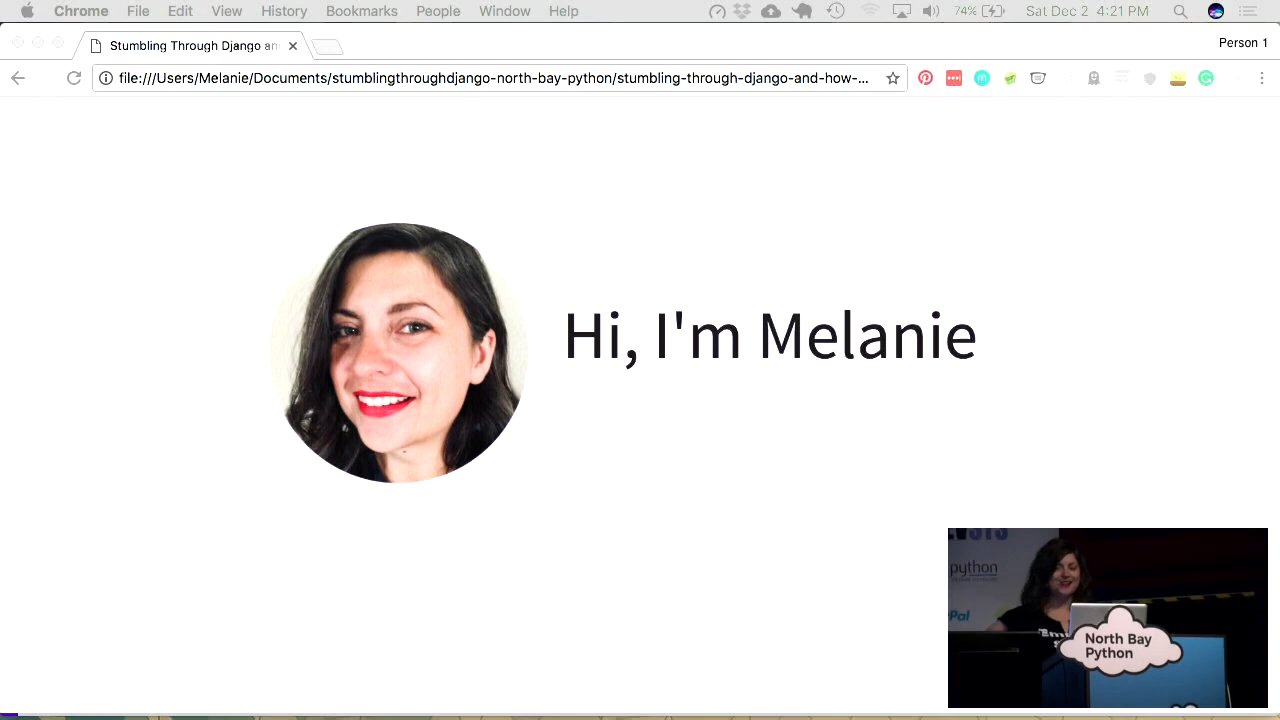 Chrome File Edit View History Bookmarks People Window Help 74% Sat Dec 2 4:21 PM
Stumbling Through Django an
Person 1
file:///Users/Melanie/Documents/stumblingthroughdjango-north-bay-python/stumbling-through-django-and-how-...
Hi, I'm Melanie
python
North Bay
Python